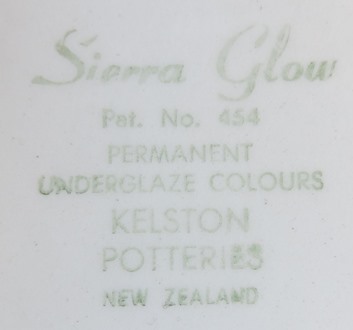 Sierra Glow
Pat. No. 454
PERMANENT
UNDERGLAZE COLOURS
KELSTON
POTTERIES
NEW ZEALAND